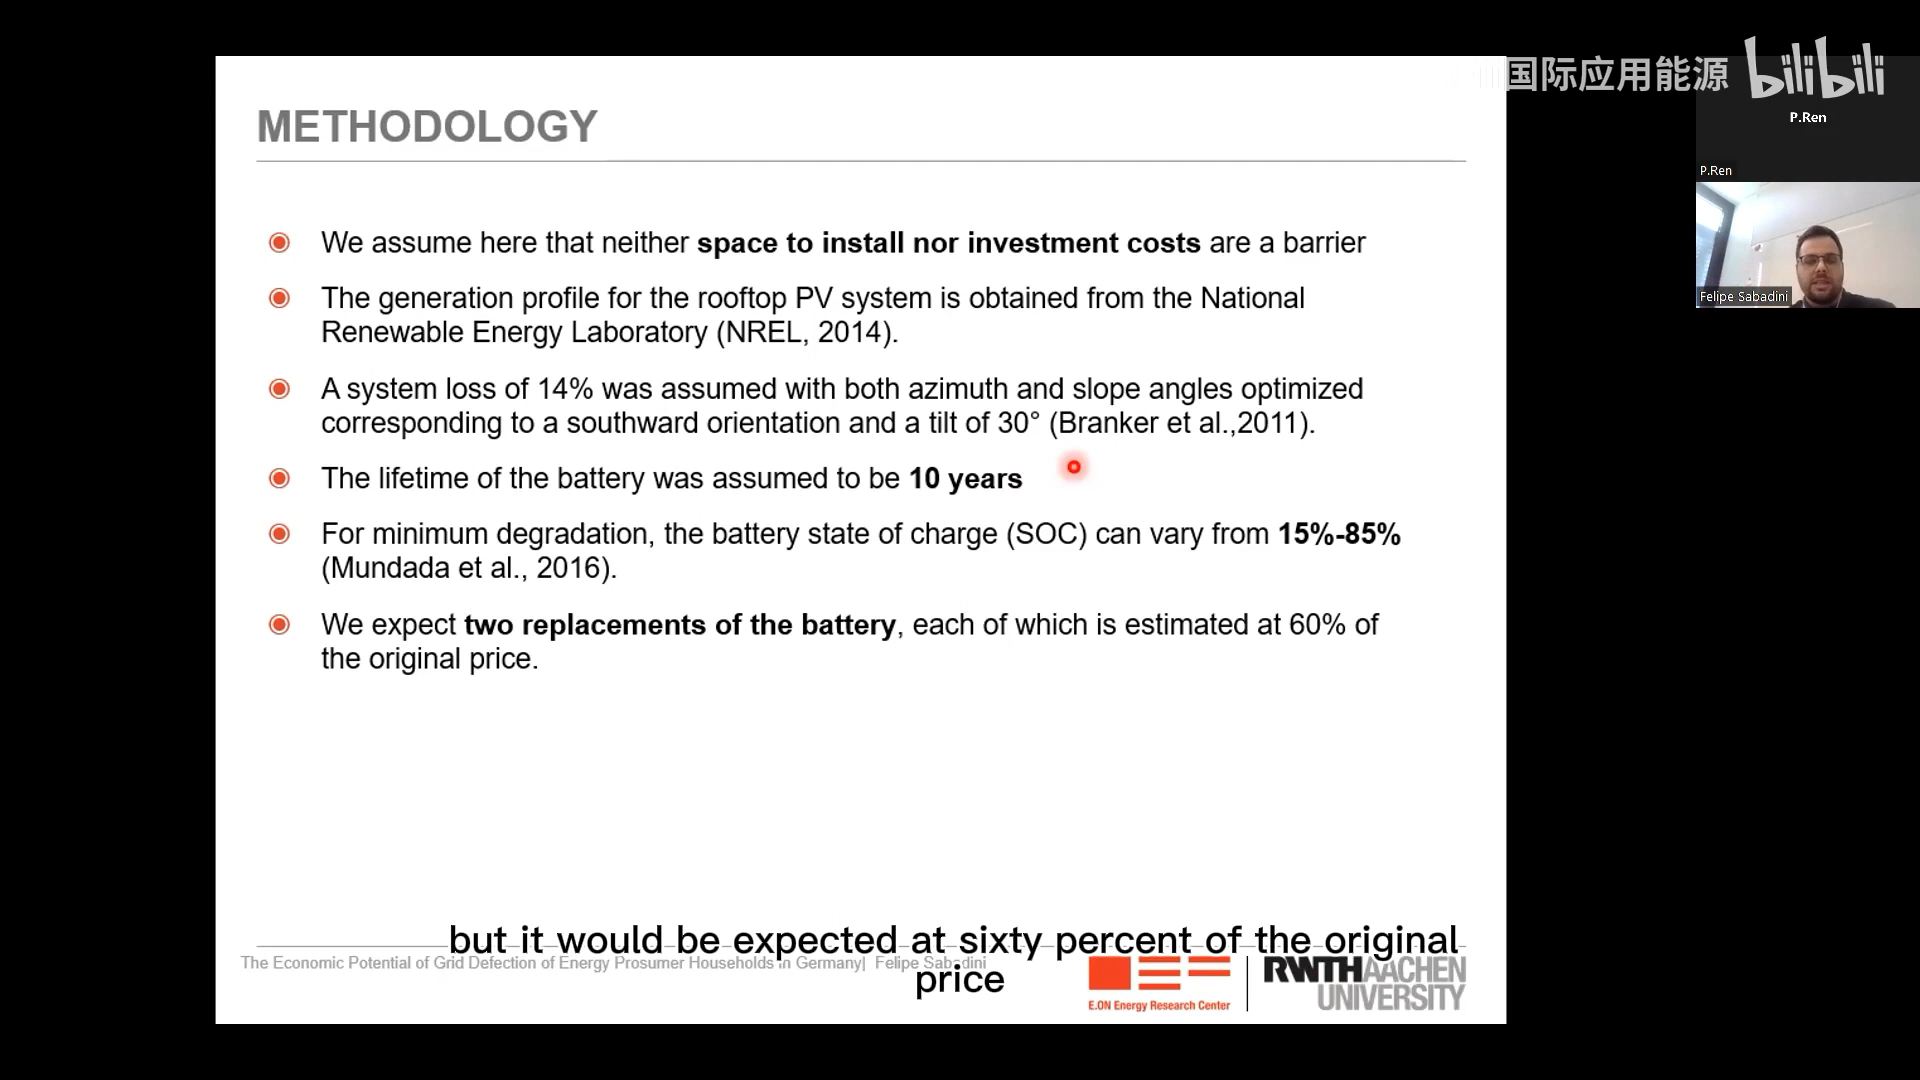 国际应用能源 bilibili
P.Ren
P.Ren
Felipe Sabadini
METHODOLOGY
We assume here that neither space to install nor investment costs are a barrier
The generation profile for the rooftop PV system is obtained from the National
Renewable Energy Laboratory (NREL, 2014).
A system loss of 14% was assumed with both azimuth and slope angles optimized
corresponding to a southward orientation and a tilt of 30° (Branker et al.,2011).
The lifetime of the battery was assumed to be 10 years
For minimum degradation, the battery state of charge (SOC) can vary from 15%-85%
(Mundada et al., 2016).
We expect two replacements of the battery, each of which is estimated at 60% of
the original price.
but it would be expected at sixty percent of the original
price
The Economic Potential of Grid Defection of Energy Prosumer Households in Germany| Felipe Sabadini
E.ON Energy Research Center
RWTH AACHEN
UNIVERSITY